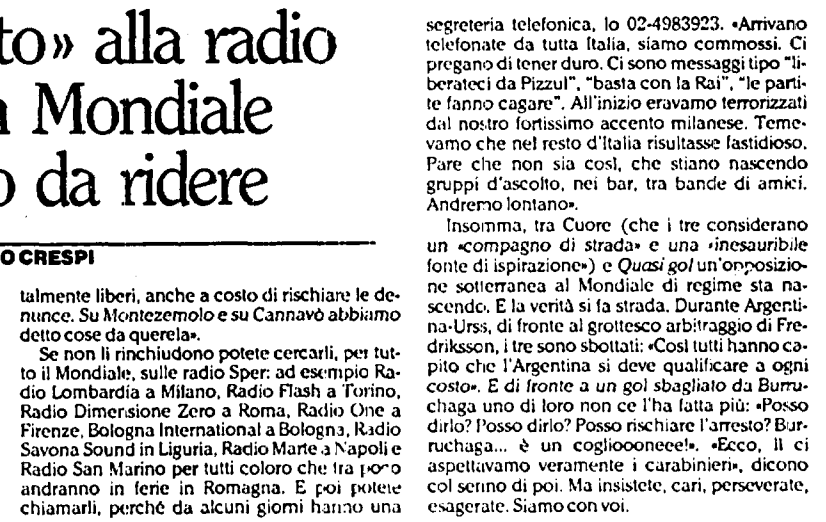 to» alla radio
Mondiale
o da ridere
O CRESPI
talmente liberi, anche a costo di rischiare le de-
nunce. Su Montezemolo e su Cannavò abbiamo
detto cose da querela».
Se non li rinchiudono potete cercarli, per tut-
to il Mondiale, sulle radio Sper: ad esempio Ra-
dio Lombardia a Milano, Radio Flash a Torino,
Radio Dimensione Zero a Roma, Radio One a
Firenze, Bologna International a Bologna, Radio
Savona Sound in Liguria, Radio Marte a Napoli e
Radio San Marino per tutti coloro che tra poco
andranno in ferie in Romagna. E poi potete
chiamarli, perché da alcuni giorni hanno una
segreteria telefonica, lo 02-4983923. «Arrivano
telefonate da tutta Italia, siamo commossi. Ci
pregano di tener duro. Ci sono messaggi tipo "li-
berateci da Pizzul", "basta con la Rai", "le parti-
te fanno cagare". All'inizio eravamo terrorizzati
dal nostro fortissimo accento milanese. Teme-
vamo che nel resto d'Italia risultasse fastidioso.
Pare che non sia così, che stiano nascendo
gruppi d'ascolto, nei bar, tra bande di amici.
Andremo lontano».
Insomma, tra Cuore (che i tre considerano
un «compagno di strada» e una «inesauribile
fonte di ispirazione») e Quasi gol un'opposizio-
ne sotterranea al Mondiale di regime sta na-
scendo. E la verità si fa strada. Durante Argenti-
na-Urss, di fronte al grottesco arbitraggio di Fre-
driksson, i tre sono sbottati: «Così tutti hanno ca-
pito che l'Argentina si deve qualificare a ogni
costo». E di fronte a un gol sbagliato da Burru-
chaga uno di loro non ce l'ha fatta più: «Posso
dirlo? Posso dirlo? Posso rischiare l'arresto? Bur-
ruchaga... è un coglioooneee!». «Ecco, lì ci
aspettavamo veramente i carabinieri», dicono
col senno di poi. Ma insistete, cari, perseverate,
esagerate. Siamo con voi.